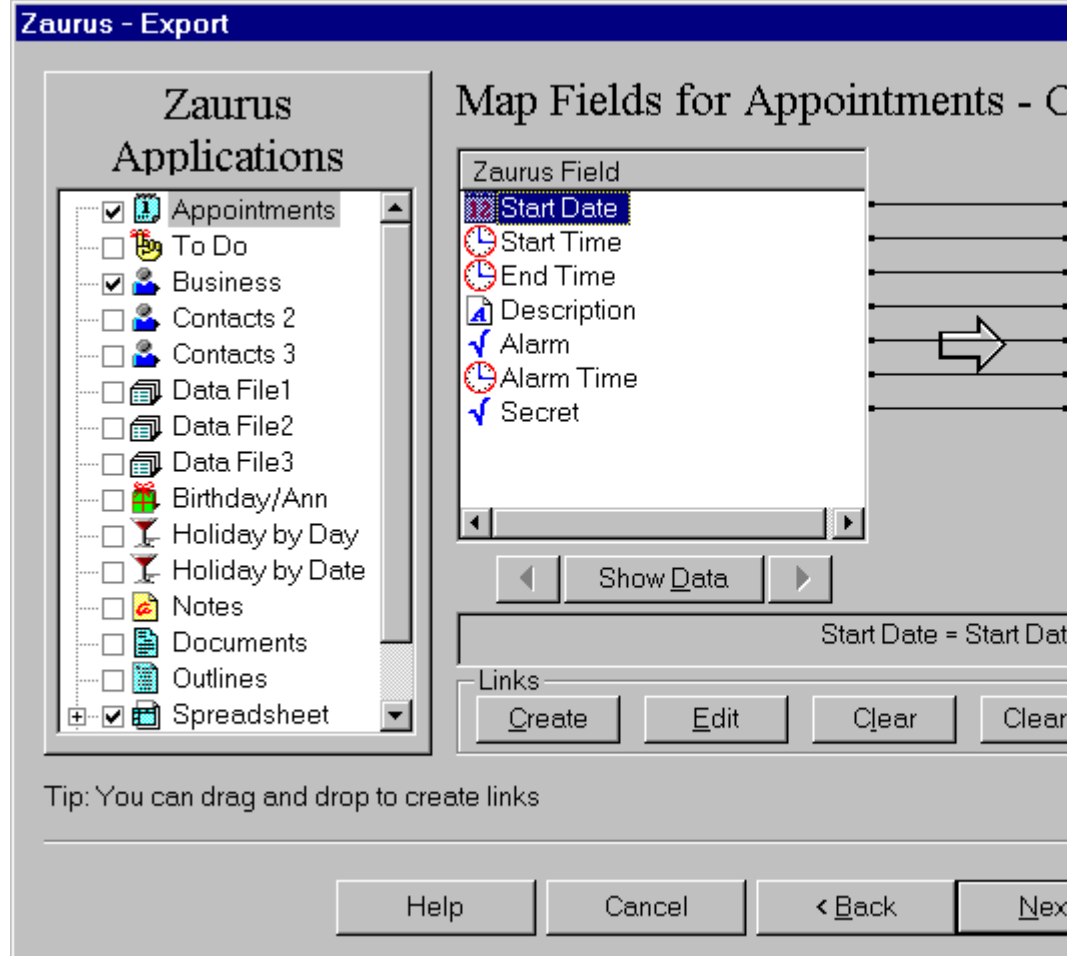 Zaurus - Export
Zaurus
Applications
Appointments
To Do
Business
Contacts 2
Contacts 3
Data File1
Data File2
Data File3
Birthday/Ann
Holiday by Day
Holiday by Date
Notes
Documents
Outlines
Spreadsheet
Map Fields for Appointments -
Zaurus Field
12 Start Date
Start Time
End Time
Description
Alarm
Alarm Time
Secret
Show Data
Start Date = Start Dat
Links
Create Edit Clear Clear
Tip: You can drag and drop to create links
Help Cancel < Back Nex